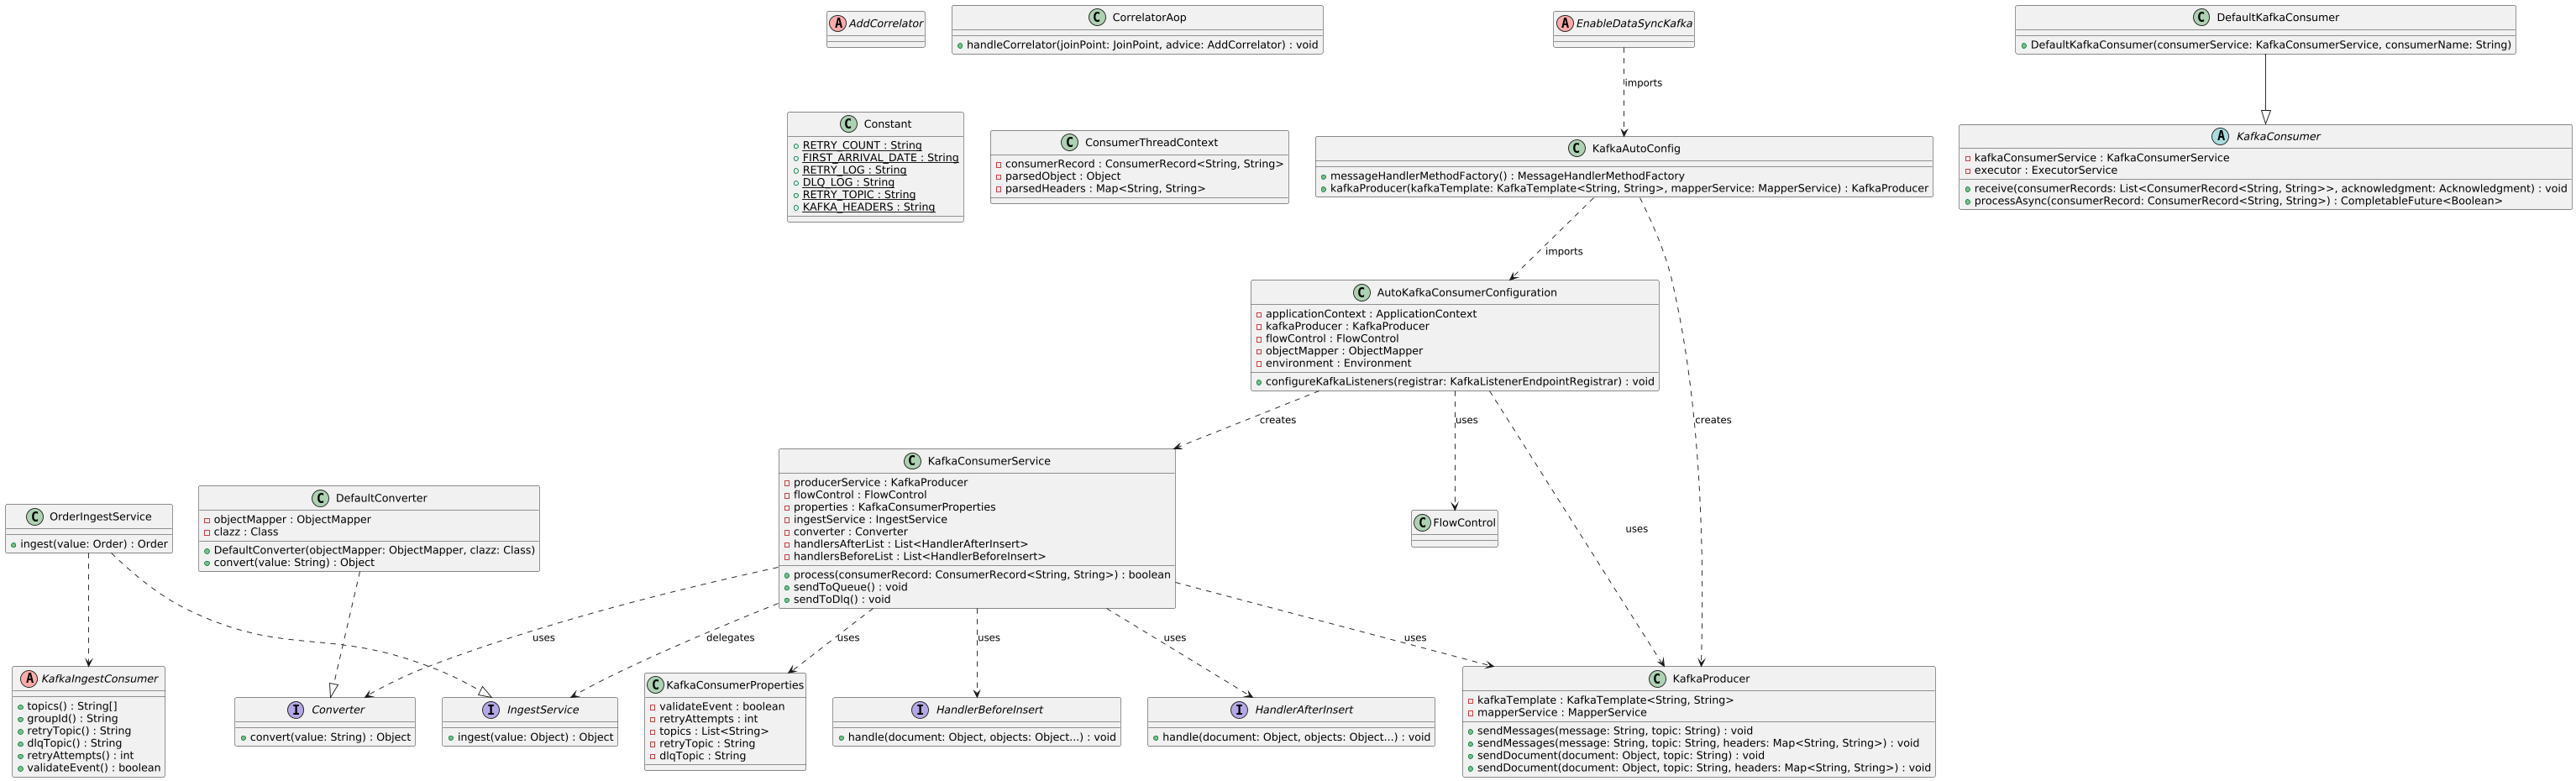 A AddCorrelator
C CorrelatorAop
handleCorrelator(joinPoint: JoinPoint, advice: AddCorrelator) : void
A EnableDataSyncKafka
C DefaultKafkaConsumer
DefaultKafkaConsumer(consumerService: KafkaConsumerService, consumerName: String)
imports
C Constant
RETRY_COUNT : String
FIRST_ARRIVAL_DATE : String
RETRY_LOG : String
DLQ_LOG : String
RETRY_TOPIC : String
KAFKA_HEADERS : String
C ConsumerThreadContext
consumerRecord : ConsumerRecord<String, String>
parsedObject : Object
parsedHeaders : Map<String, String>
C KafkaAutoConfig
messageHandlerMethodFactory() : MessageHandlerMethodFactory
kafkaProducer(kafkaTemplate: KafkaTemplate<String, String>, mapperService: MapperService) : KafkaProducer
A KafkaConsumer
kafkaConsumerService : KafkaConsumerService
executor : ExecutorService
receive(consumerRecords: List<ConsumerRecord<String, String>>, acknowledgment: Acknowledgment) : void
processAsync(consumerRecord: ConsumerRecord<String, String>) : CompletableFuture<Boolean>
imports
C AutoKafkaConsumerConfiguration
applicationContext : ApplicationContext
kafkaProducer : KafkaProducer
flowControl : FlowControl
objectMapper : ObjectMapper
environment : Environment
configureKafkaListeners(registrar: KafkaListenerEndpointRegistrar) : void
creates
uses
creates
C OrderIngestService
ingest(value: Order) : Order
C DefaultConverter
objectMapper : ObjectMapper
clazz : Class
DefaultConverter(objectMapper: ObjectMapper, clazz: Class)
convert(value: String) : Object
C KafkaConsumerService
producerService : KafkaProducer
flowControl : FlowControl
properties : KafkaConsumerProperties
ingestService : IngestService
converter : Converter
handlersAfterList : List<HandlerAfterInsert>
handlersBeforeList : List<HandlerBeforeInsert>
process(consumerRecord: ConsumerRecord<String, String>) : boolean
sendToQueue() : void
sendToDlq() : void
C FlowControl
uses
uses
delegates
uses
uses
uses
uses
A KafkaIngestConsumer
topics() : String[]
groupId() : String
retryTopic() : String
dlqTopic() : String
retryAttempts() : int
validateEvent() : boolean
I Converter
convert(value: String) : Object
I IngestService
ingest(value: Object) : Object
C KafkaConsumerProperties
validateEvent : boolean
retryAttempts : int
topics : List<String>
retryTopic : String
dlqTopic : String
I HandlerBeforeInsert
handle(document: Object, objects: Object...) : void
I HandlerAfterInsert
handle(document: Object, objects: Object...) : void
C KafkaProducer
kafkaTemplate : KafkaTemplate<String, String>
mapperService : MapperService
sendMessages(message: String, topic: String) : void
sendMessages(message: String, topic: String, headers: Map<String, String>) : void
sendDocument(document: Object, topic: String) : void
sendDocument(document: Object, topic: String, headers: Map<String, String>) : void